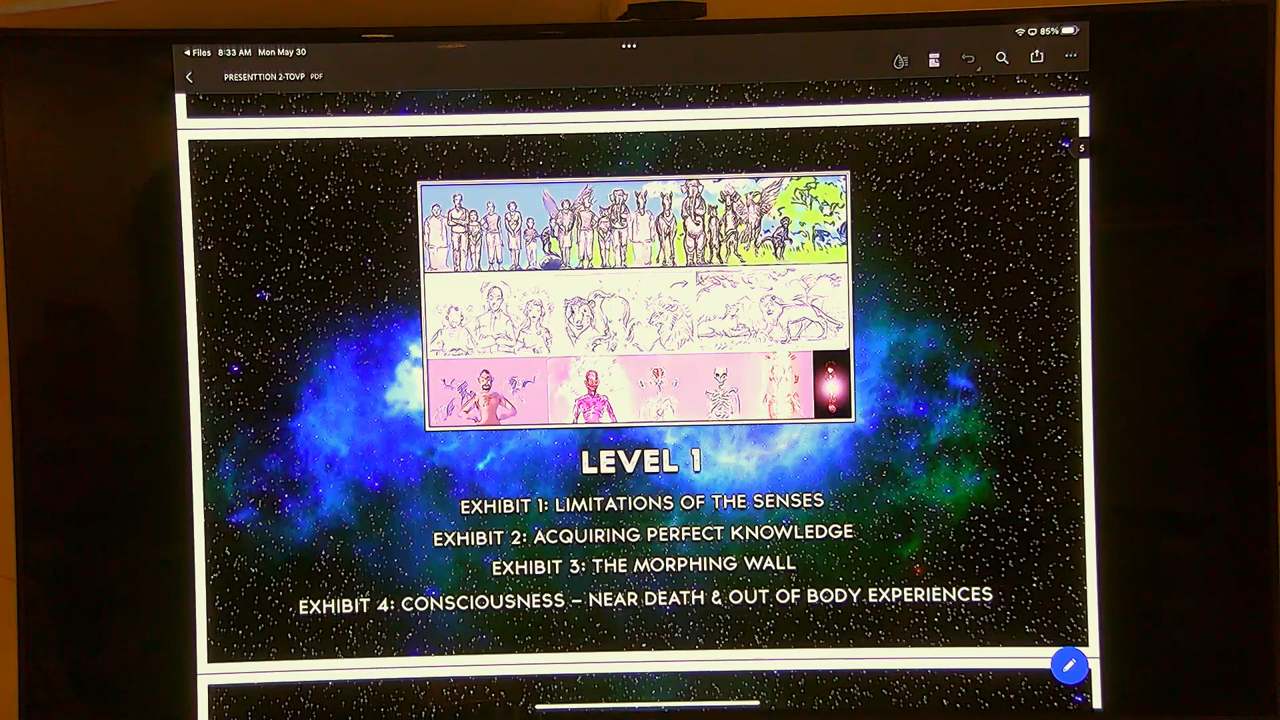 Files 8:33 AM Mon May 30
85%
PRESENTTION 2-TOVP PDF
S
LEVEL 1
EXHIBIT 1: LIMITATIONS OF THE SENSES
EXHIBIT 2: ACQUIRING PERFECT KNOWLEDGE
EXHIBIT 3: THE MORPHING WALL
EXHIBIT 4: CONSCIOUSNESS – NEAR DEATH & OUT OF BODY EXPERIENCES